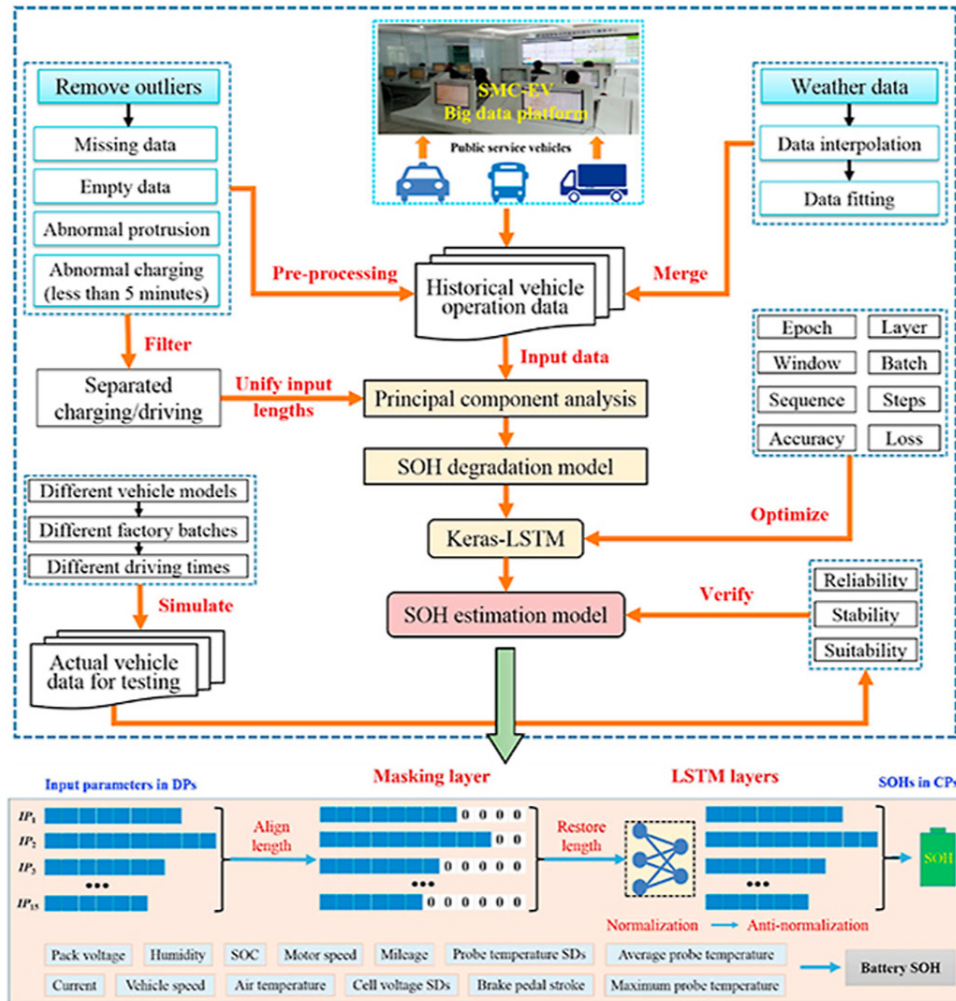 Remove outliers
Missing data
Empty data
Abnormal protrusion
Abnormal charging
(less than 5 minutes)
SMC-EV
Big data platform
Public service vehicles
Weather data
Data interpolation
Data fitting
Pre-processing
Historical vehicle
operation data
Merge
Filter
Input data
Separated
charging/driving
Unify input
lengths
Principal component analysis
Epoch
Layer
Window
Batch
Sequence
Steps
Accuracy
Loss
SOH degradation model
Optimize
Different vehicle models
Different factory batches
Different driving times
Keras-LSTM
Simulate
SOH estimation model
Verify
Reliability
Stability
Suitability
Actual vehicle
data for testing
Input parameters in DPs
Masking layer
LSTM layers
SOHs in CPs
IP1
IP2
IP3
•••
IP15
Align
length
0 0 0 0
0 0
0 0 0 0 0
•••
0 0 0 0 0 0
Restore
length
•••
SOH
Normalization
Anti-normalization
Pack voltage
Humidity
SOC
Motor speed
Mileage
Probe temperature SDs
Average probe temperature
Current
Vehicle speed
Air temperature
Cell voltage SDs
Brake pedal stroke
Maximum probe temperature
Battery SOH